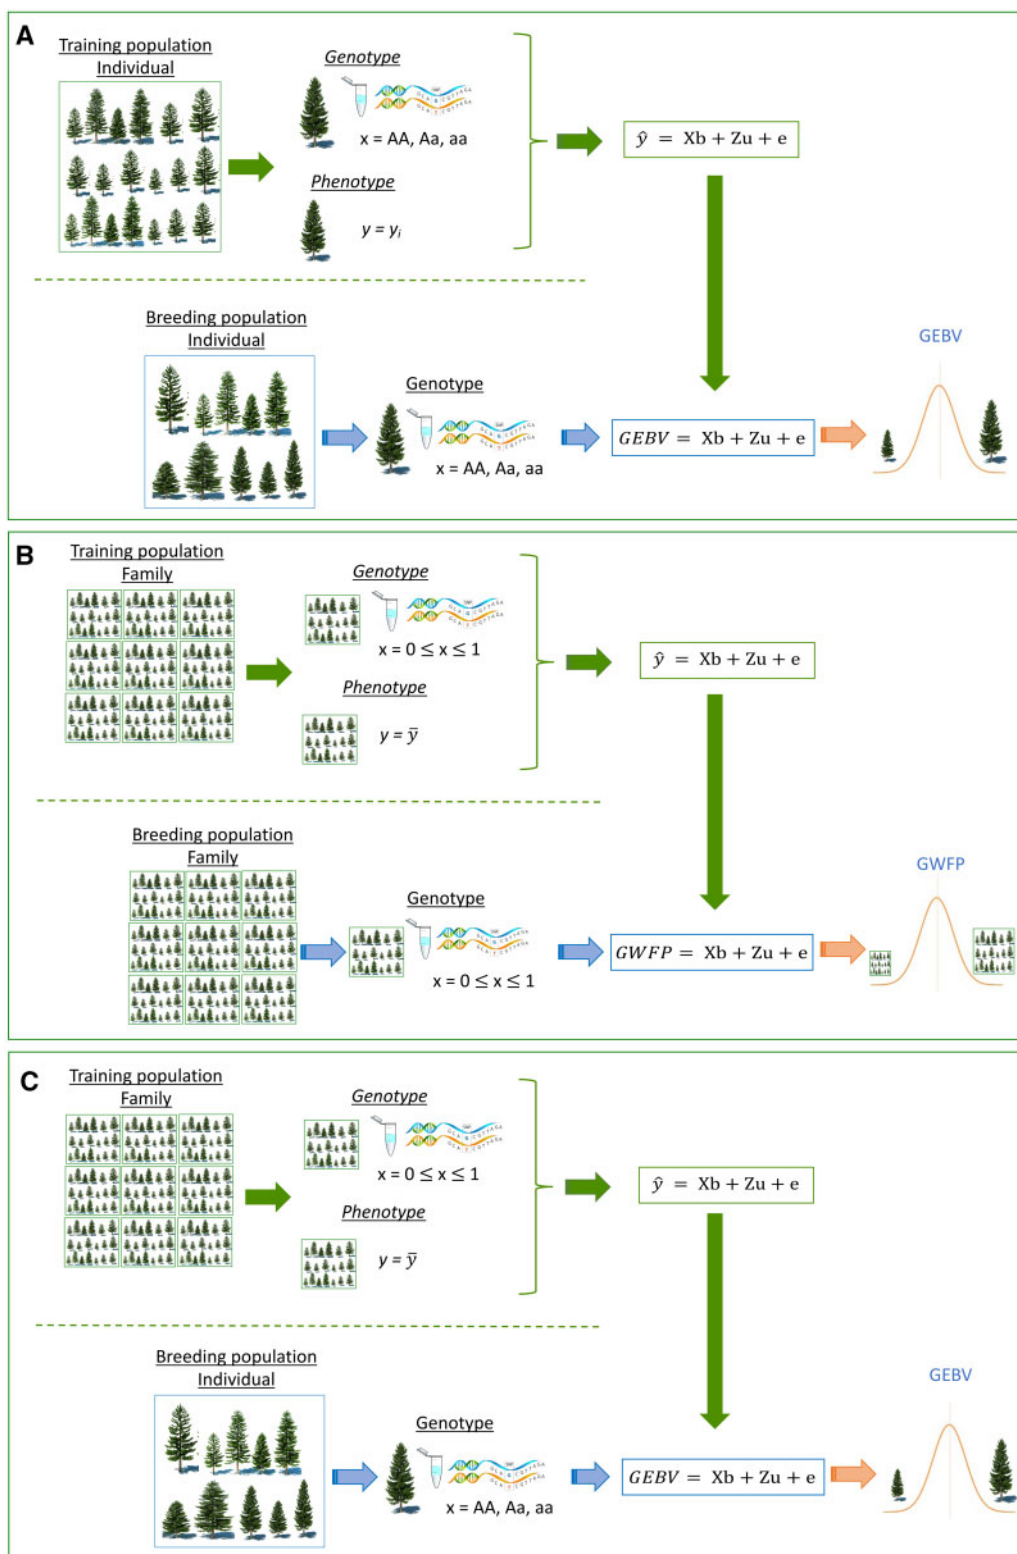 A
Training population
Individual
Genotype
x = AA, Aa, aa
Phenotype
y = yᵢ
ŷ = Xb + Zu + e
Breeding population
Individual
Genotype
x = AA, Aa, aa
GEBV = Xb + Zu + e
GEBV
B
Training population
Family
Genotype
x = 0 ≤ x ≤ 1
Phenotype
y = ȳ
ŷ = Xb + Zu + e
Breeding population
Family
Genotype
x = 0 ≤ x ≤ 1
GWFP = Xb + Zu + e
GWFP
C
Training population
Family
Genotype
x = 0 ≤ x ≤ 1
Phenotype
y = ȳ
ŷ = Xb + Zu + e
Breeding population
Individual
Genotype
x = AA, Aa, aa
GEBV = Xb + Zu + e
GEBV